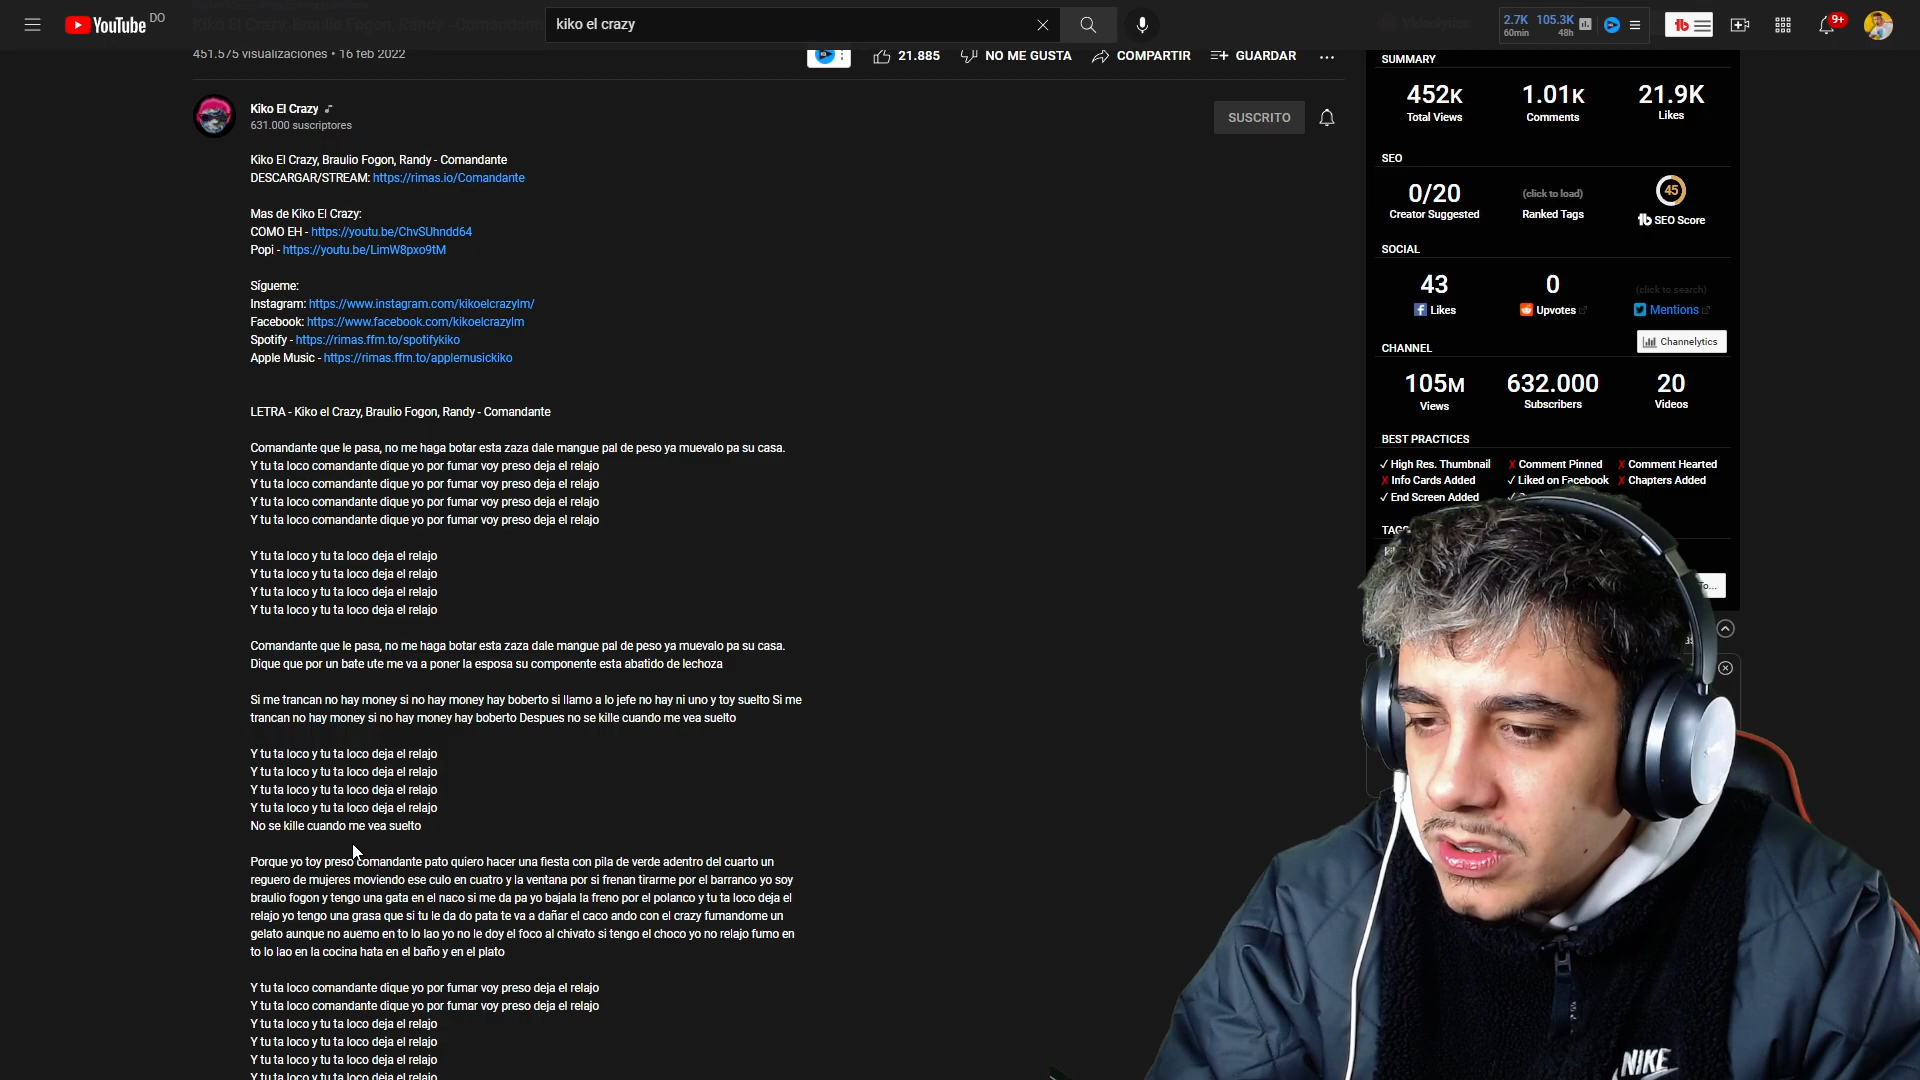 YouTube DO
kiko el crazy
2.7K 105.3K
60min 48h
9+
451.575 visualizaciones • 16 feb 2022
21.885
NO ME GUSTA
COMPARTIR
GUARDAR
Kiko El Crazy
631.000 suscriptores
SUSCRITO
Kiko El Crazy, Braulio Fogon, Randy - Comandante
DESCARGAR/STREAM: https://rimas.io/Comandante
Mas de Kiko El Crazy:
COMO EH - https://youtu.be/ChvSUhndd64
Popi - https://youtu.be/LimW8pxo9tM
Sígueme:
Instagram: https://www.instagram.com/kikoelcrazylm/
Facebook: https://www.facebook.com/kikoelcrazylm
Spotify - https://rimas.ffm.to/spotifykiko
Apple Music - https://rimas.ffm.to/applemusickiko
LETRA - Kiko el Crazy, Braulio Fogon, Randy - Comandante
Comandante que le pasa, no me haga botar esta zaza dale mangue pal de peso ya muevalo pa su casa.
Y tu ta loco comandante dique yo por fumar voy preso deja el relajo
Y tu ta loco comandante dique yo por fumar voy preso deja el relajo
Y tu ta loco comandante dique yo por fumar voy preso deja el relajo
Y tu ta loco comandante dique yo por fumar voy preso deja el relajo
Y tu ta loco y tu ta loco deja el relajo
Y tu ta loco y tu ta loco deja el relajo
Y tu ta loco y tu ta loco deja el relajo
Y tu ta loco y tu ta loco deja el relajo
Comandante que le pasa, no me haga botar esta zaza dale mangue pal de peso ya muevalo pa su casa.
Dique que por un bate ute me va a poner la esposa su componente esta abatido de lechoza
Si me trancan no hay money si no hay money hay boberto si llamo a lo jefe no hay ni uno y toy suelto Si me
trancan no hay money si no hay money hay boberto Despues no se kille cuando me vea suelto
Y tu ta loco y tu ta loco deja el relajo
Y tu ta loco y tu ta loco deja el relajo
Y tu ta loco y tu ta loco deja el relajo
Y tu ta loco y tu ta loco deja el relajo
No se kille cuando me vea suelto
Porque yo toy preso comandante pato quiero hacer una fiesta con pila de verde adentro del cuarto un
reguero de mujeres moviendo ese culo en cuatro y la ventana por si frenan tirarme por el barranco yo soy
braulio fogon y tengo una gata en el naco si me da pa yo bajala la freno por el polanco y tu ta loco deja el
relajo yo tengo una grasa que si tu le da do pata te va a dañar el caco ando con el crazy fumandome un
gelato aunque no auemo en to lo lao yo no le doy el foco al chivato si tengo el choco yo no relajo fumo en
to lo lao en la cocina hata en el baño y en el plato
Y tu ta loco comandante dique yo por fumar voy preso deja el relajo
Y tu ta loco comandante dique yo por fumar voy preso deja el relajo
Y tu ta loco y tu ta loco deja el relajo
Y tu ta loco y tu ta loco deja el relajo
Y tu ta loco y tu ta loco deja el relajo
Y tu ta loco y tu ta loco deja el relajo
SUMMARY
452K 1.01K 21.9K
Total Views Comments Likes
SEO
0/20 (click to load) 45
Creator Suggested Ranked Tags SEO Score
SOCIAL
43 0 (click to search)
Likes Upvotes Mentions
Channelytics
CHANNEL
105M 632.000 20
Views Subscribers Videos
BEST PRACTICES
High Res. Thumbnail Comment Pinned Comment Hearted
Info Cards Added Liked on Facebook Chapters Added
End Screen Added
NIKE